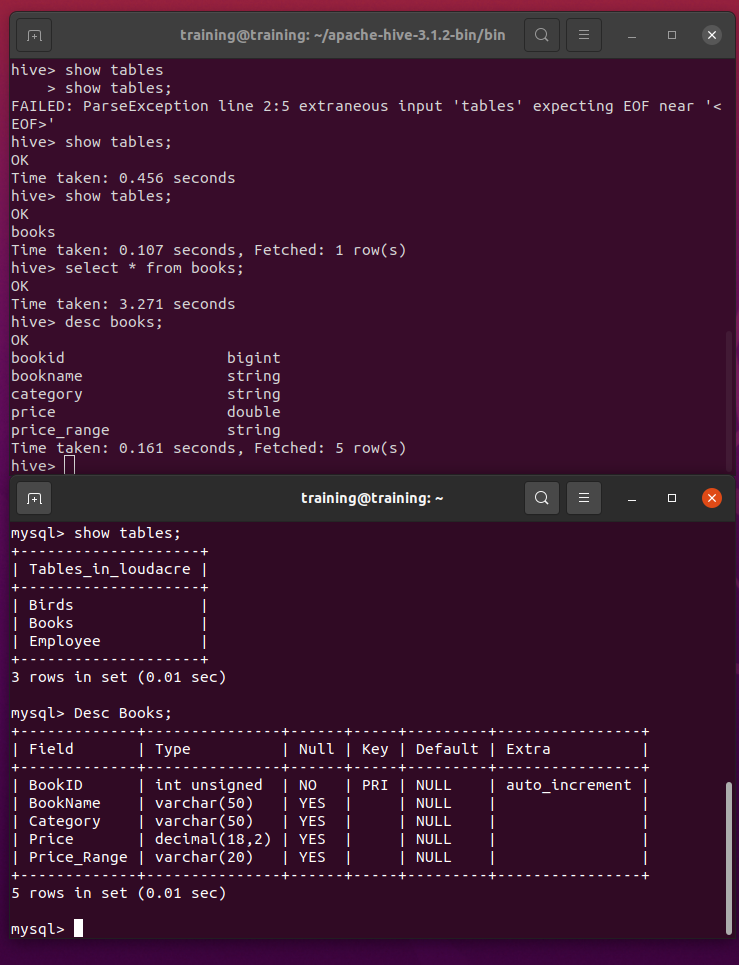 training@training: ~/apache-hive-3.1.2-bin/bin
hive> show tables
    > show tables;
FAILED: ParseException line 2:5 extraneous input 'tables' expecting EOF near '<
EOF>'
hive> show tables;
OK
Time taken: 0.456 seconds
hive> show tables;
OK
books
Time taken: 0.107 seconds, Fetched: 1 row(s)
hive> select * from books;
OK
Time taken: 3.271 seconds
hive> desc books;
OK
bookid                  bigint
bookname                string
category                string
price                   double
price_range             string
Time taken: 0.161 seconds, Fetched: 5 row(s)
hive>
training@training: ~
mysql> show tables;
+--------------------+
| Tables_in_loudacre |
+--------------------+
| Birds              |
| Books              |
| Employee           |
+--------------------+
3 rows in set (0.01 sec)
mysql> Desc Books;
+-------------+---------------+------+-----+---------+----------------+
| Field       | Type          | Null | Key | Default | Extra          |
+-------------+---------------+------+-----+---------+----------------+
| BookID      | int unsigned  | NO   | PRI | NULL    | auto_increment |
| BookName    | varchar(50)   | YES  |     | NULL    |                |
| Category    | varchar(50)   | YES  |     | NULL    |                |
| Price       | decimal(18,2) | YES  |     | NULL    |                |
| Price_Range | varchar(20)   | YES  |     | NULL    |                |
+-------------+---------------+------+-----+---------+----------------+
5 rows in set (0.01 sec)
mysql>